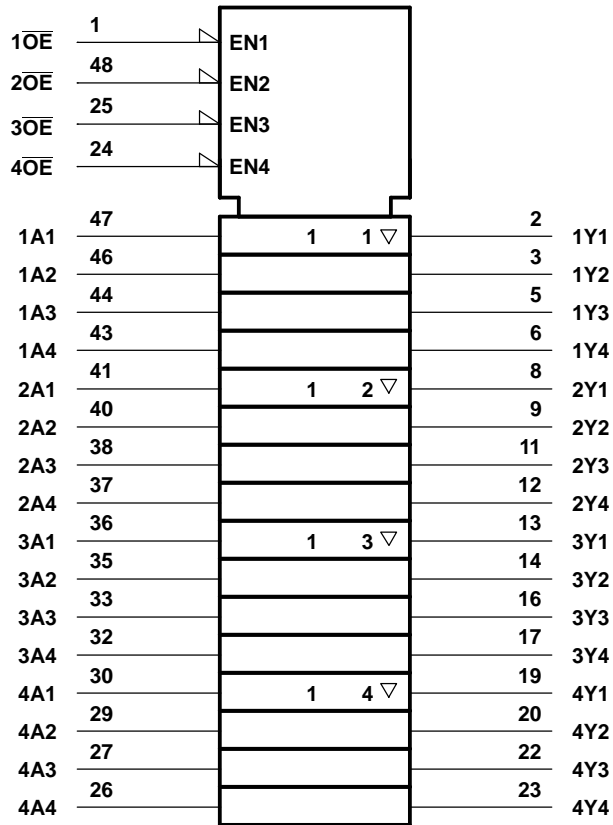 1O̅E̅ 1 EN1
2O̅E̅ 48 EN2
3O̅E̅ 25 EN3
4O̅E̅ 24 EN4
1A1 47 1 1 ▽ 2 1Y1
1A2 46 3 1Y2
1A3 44 5 1Y3
1A4 43 6 1Y4
2A1 41 1 2 ▽ 8 2Y1
2A2 40 9 2Y2
2A3 38 11 2Y3
2A4 37 12 2Y4
3A1 36 1 3 ▽ 13 3Y1
3A2 35 14 3Y2
3A3 33 16 3Y3
3A4 32 17 3Y4
4A1 30 1 4 ▽ 19 4Y1
4A2 29 20 4Y2
4A3 27 22 4Y3
4A4 26 23 4Y4